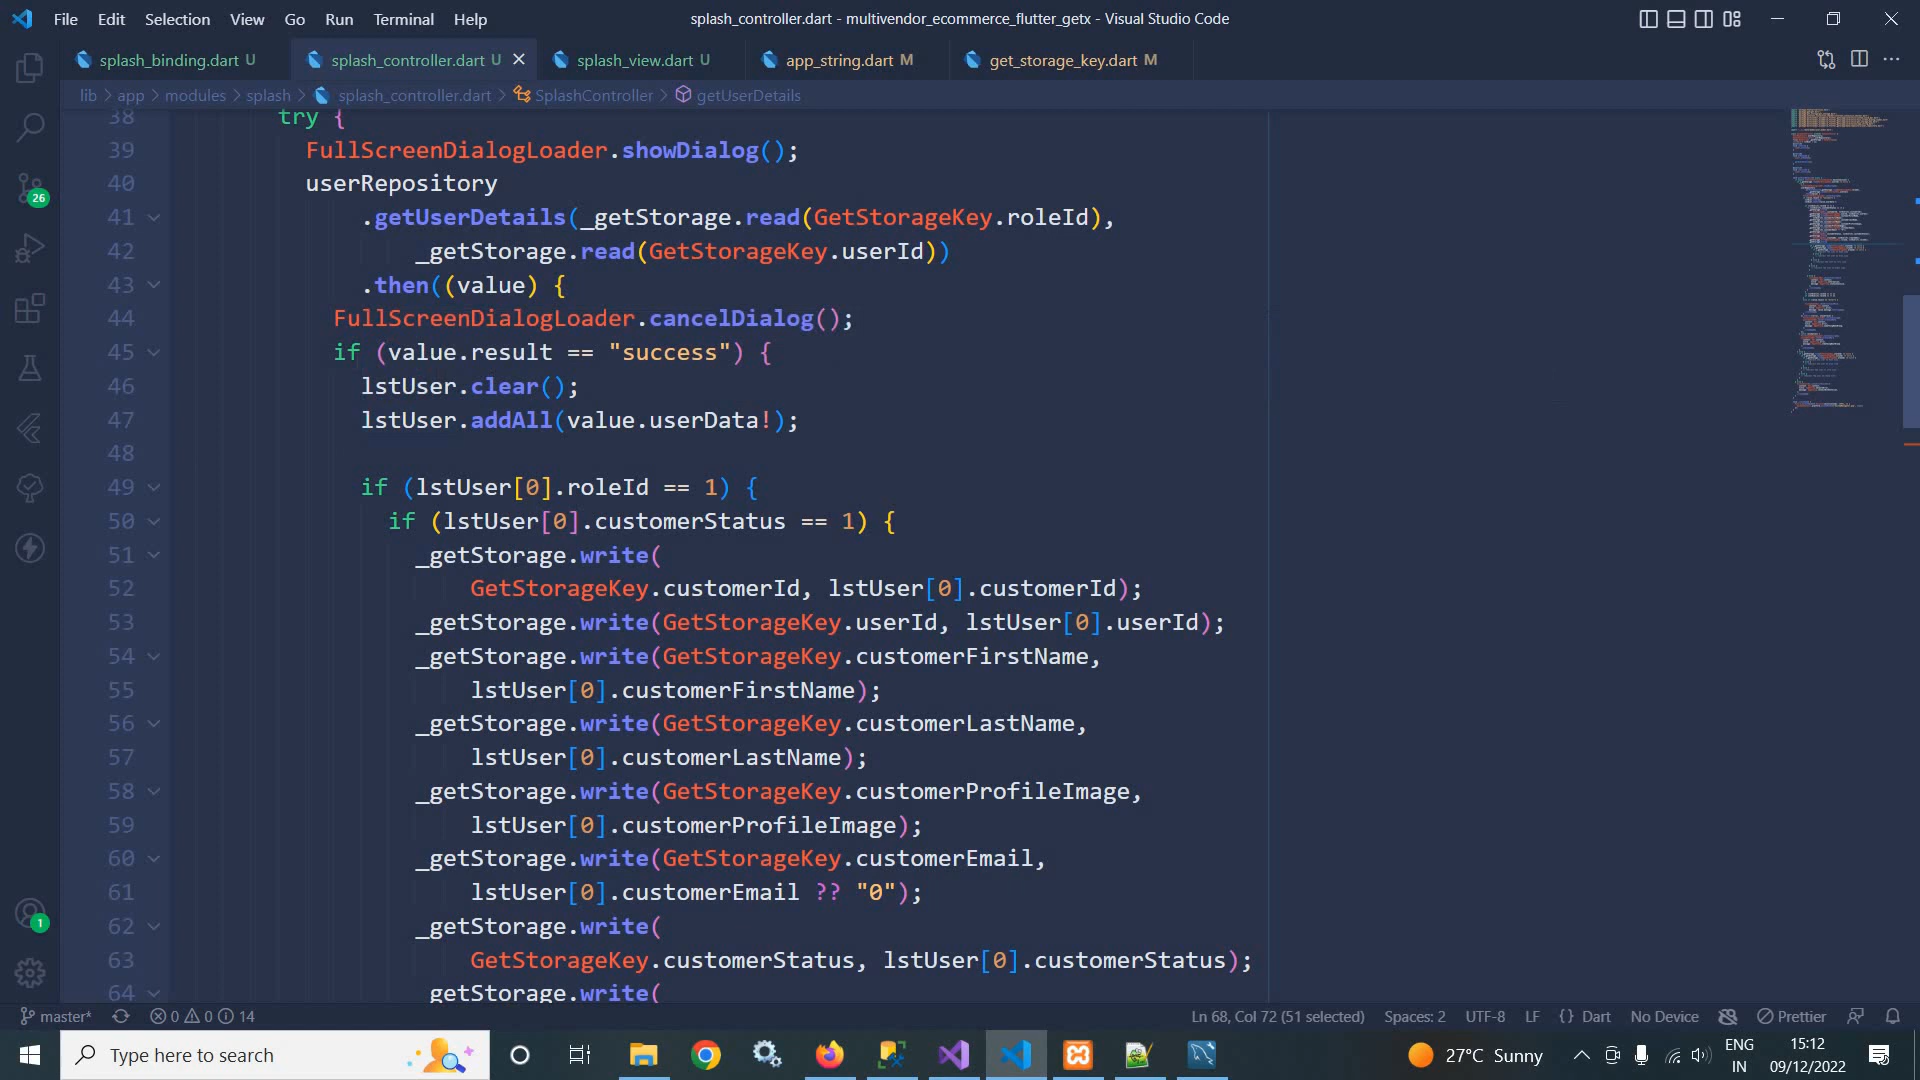 File Edit Selection View Go Run Terminal Help
splash_controller.dart - multivendor_ecommerce_flutter_getx - Visual Studio Code
splash_binding.dart U
splash_controller.dart U
splash_view.dart U
app_string.dart M
get_storage_key.dart M
lib > app > modules > splash > splash_controller.dart > SplashController > getUserDetails
38 try {
39 FullScreenDialogLoader.showDialog();
40 userRepository
41 .getUserDetails(_getStorage.read(GetStorageKey.roleId),
42 _getStorage.read(GetStorageKey.userId))
43 .then((value) {
44 FullScreenDialogLoader.cancelDialog();
45 if (value.result == "success") {
46 lstUser.clear();
47 lstUser.addAll(value.userData!);
48
49 if (lstUser[0].roleId == 1) {
50 if (lstUser[0].customerStatus == 1) {
51 _getStorage.write(
52 GetStorageKey.customerId, lstUser[0].customerId);
53 _getStorage.write(GetStorageKey.userId, lstUser[0].userId);
54 _getStorage.write(GetStorageKey.customerFirstName,
55 lstUser[0].customerFirstName);
56 _getStorage.write(GetStorageKey.customerLastName,
57 lstUser[0].customerLastName);
58 _getStorage.write(GetStorageKey.customerProfileImage,
59 lstUser[0].customerProfileImage);
60 _getStorage.write(GetStorageKey.customerEmail,
61 lstUser[0].customerEmail ?? "0");
62 _getStorage.write(
63 GetStorageKey.customerStatus, lstUser[0].customerStatus);
64 _getStorage.write(
26
1
master* 0 0 14
Ln 68, Col 72 (51 selected) Spaces: 2 UTF-8 LF {} Dart No Device Prettier
Type here to search
27°C Sunny
ENG
IN
15:12
09/12/2022